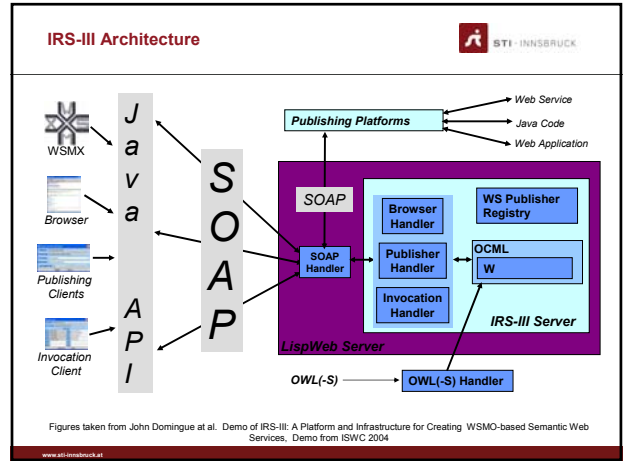 IRS-III Architecture
STI · INNSBRUCK
WSMX
Browser
Publishing
Clients
Invocation
Client
Java API
SOAP
Publishing Platforms
Web Service
Java Code
Web Application
SOAP
SOAP
Handler
Browser
Handler
Publisher
Handler
Invocation
Handler
WS Publisher
Registry
OCML
W
IRS-III Server
LispWeb Server
OWL(-S)
OWL(-S) Handler
Figures taken from John Domingue at al. Demo of IRS-III: A Platform and Infrastructure for Creating WSMO-based Semantic Web
Services, Demo from ISWC 2004
www.sti-innsbruck.at